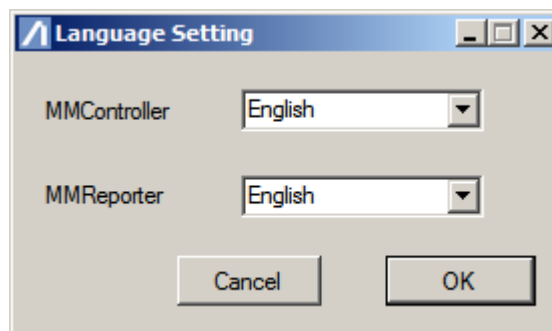 Language Setting
MMController English
MMReporter English
Cancel OK